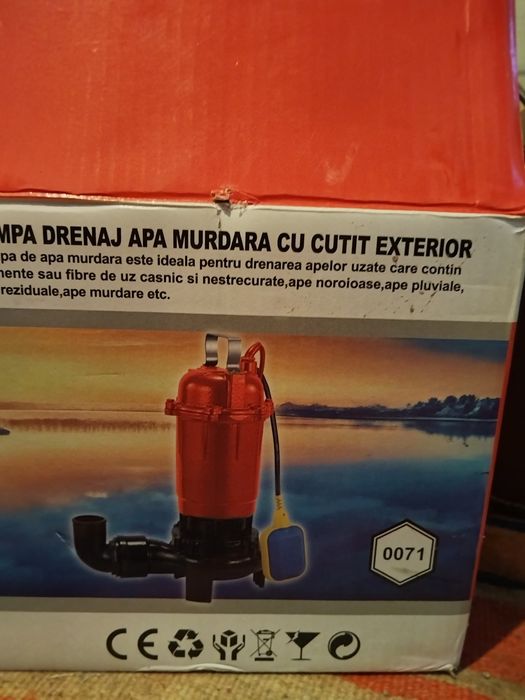 MPA DRENAJ APA MURDARA CU CUTIT EXTERIOR
pa de apa murdara este ideala pentru drenarea apelor uzate care contin
mente sau fibre de uz casnic si nestrecurate,ape noroioase,ape pluviale,
reziduale,ape murdare etc.
0071
CE